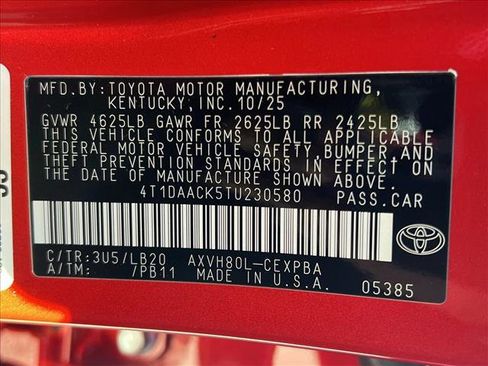 MFD.BY: TOYOTA MOTOR MANUFACTURING,
KENTUCKY, INC. 10/25
GVWR 4625LB GAWR FR 2625LB RR 2425LB
THIS VEHICLE CONFORMS TO ALL APPLICABLE
FEDERAL MOTOR VEHICLE SAFETY, BUMPER, AND
THEFT PREVENTION STANDARDS IN EFFECT ON
THE DATE OF MANUFACTURE SHOWN ABOVE.
4T1DAACK5TU230580 PASS.CAR
C/TR:3U5/LB20 AXVH80L-CEXPBA
A/TM: /PB11 MADE IN U.S.A.
05385